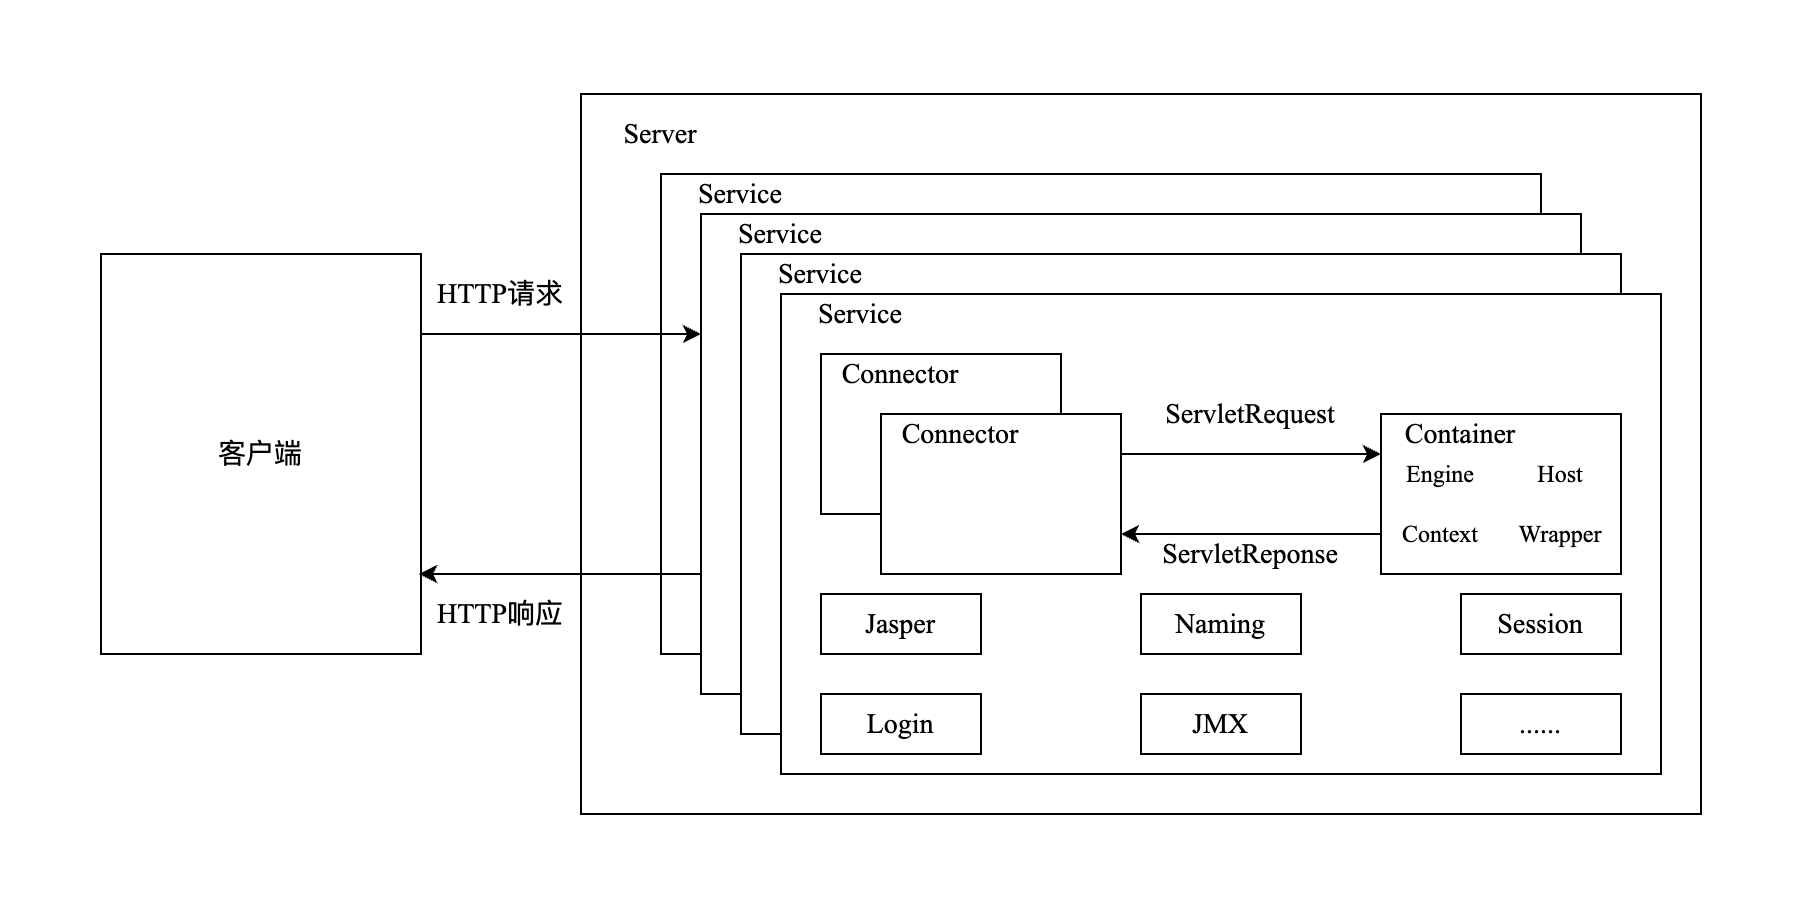 Server
Service
Service
Service
Service
HTTP请求
客户端
HTTP响应
Connector
Connector
ServletRequest
ServletReponse
Container
Engine
Host
Context
Wrapper
Jasper
Naming
Session
Login
JMX
......